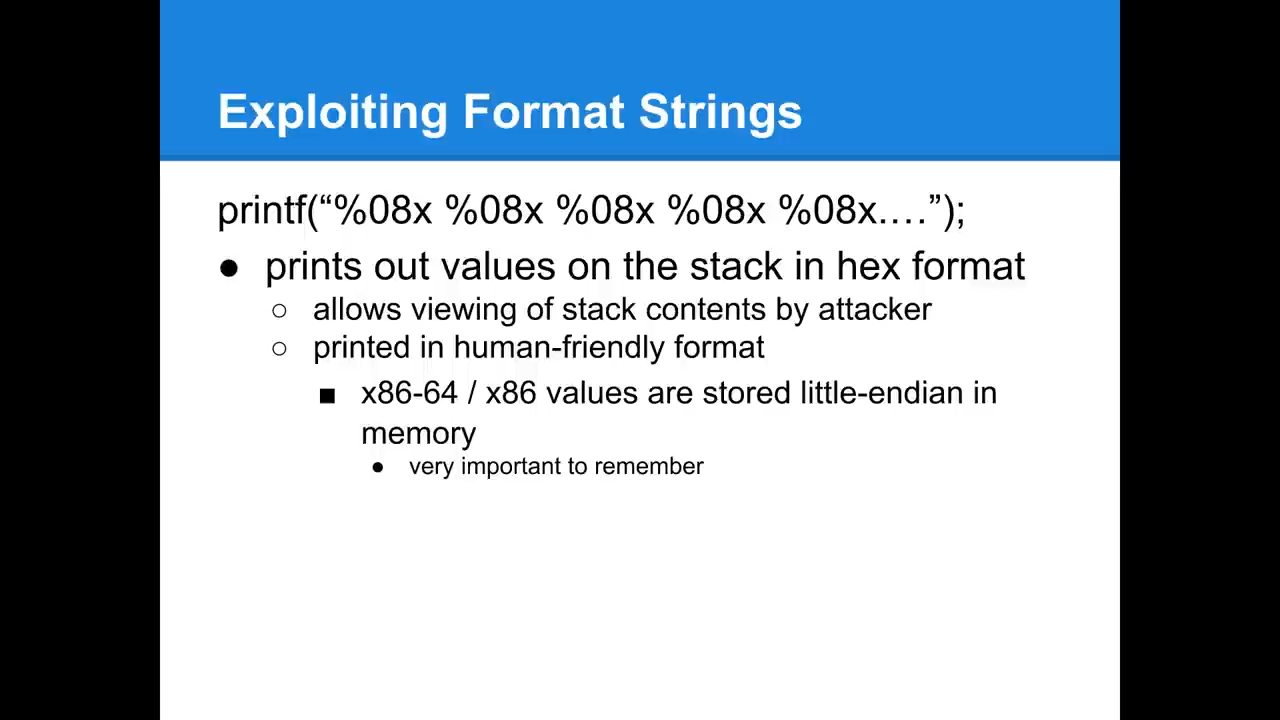 Exploiting Format Strings
printf(“%08x %08x %08x %08x %08x.…”);
● prints out values on the stack in hex format
○ allows viewing of stack contents by attacker
○ printed in human-friendly format
■ x86-64 / x86 values are stored little-endian in
memory
● very important to remember